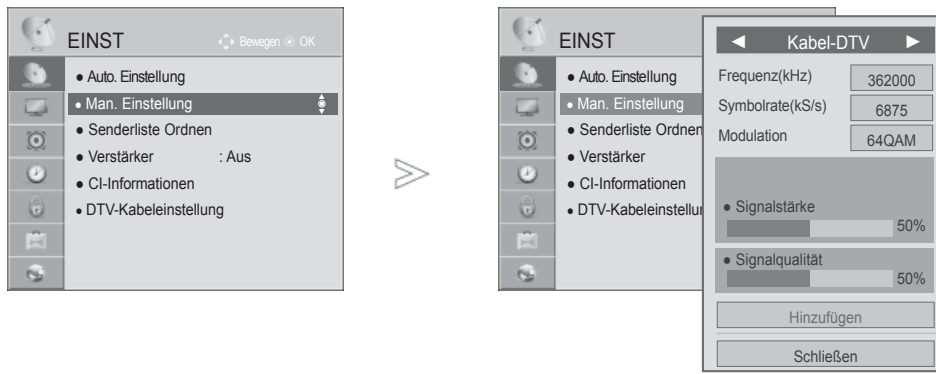 EINST
Bewegen OK
● Auto. Einstellung
● Man. Einstellung
● Senderliste Ordnen
● Verstärker : Aus
● CI-Informationen
● DTV-Kabeleinstellung
EINST
● Auto. Einstellung
● Man. Einstellung
● Senderliste Ordnen
● Verstärker
● CI-Informationen
● DTV-Kabeleinstellun
◄ Kabel-DTV ►
Frequenz(kHz) 362000
Symbolrate(kS/s) 6875
Modulation 64QAM
● Signalstärke
50%
● Signalqualität
50%
Hinzufügen
Schließen